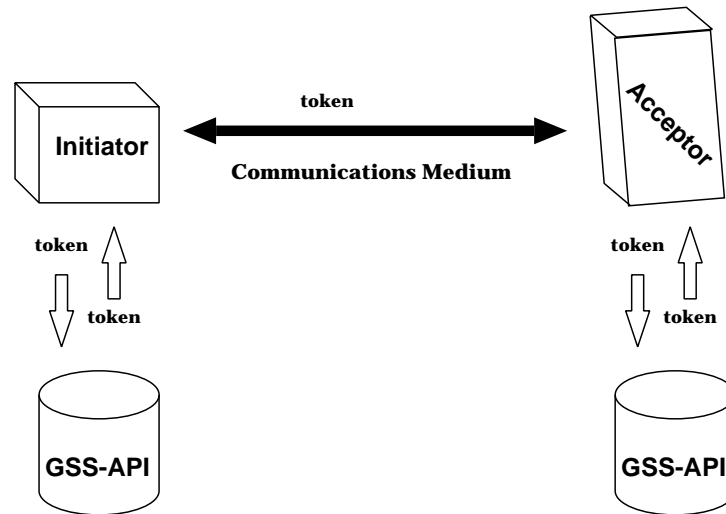 token
Initiator
Acceptor
Communications Medium
token
token
token
token
GSS-API
GSS-API